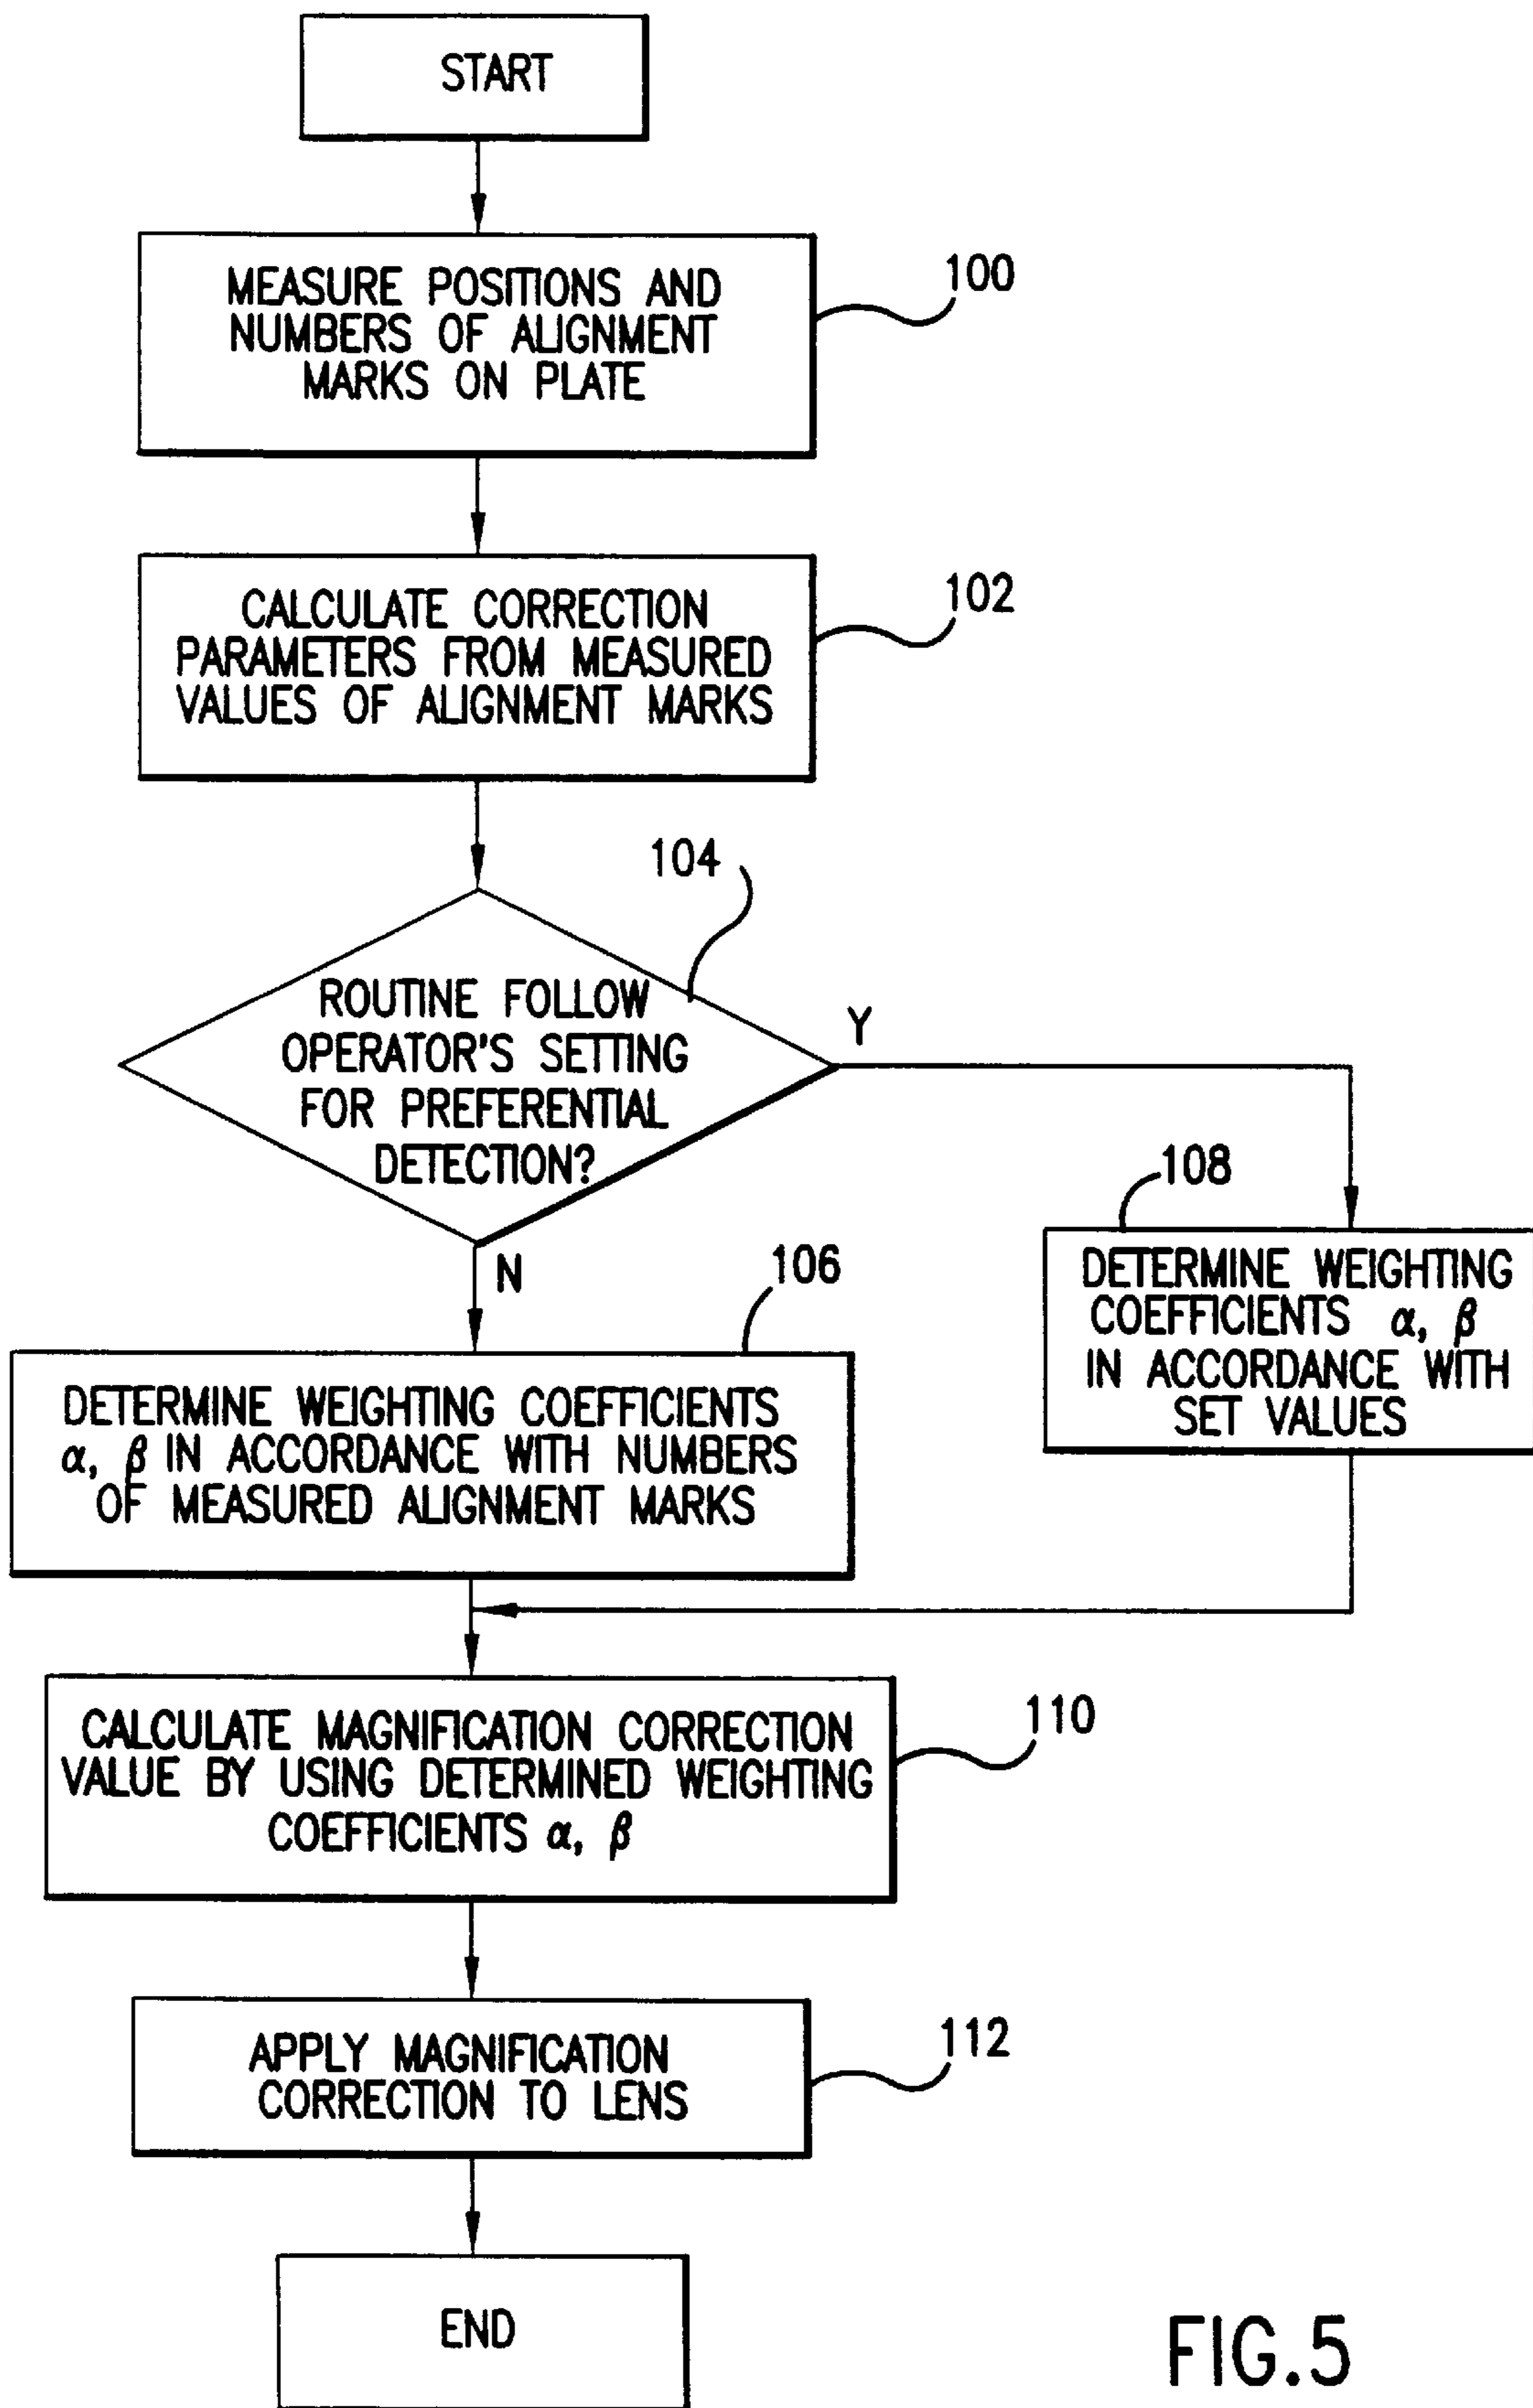 START
MEASURE POSITIONS AND
NUMBERS OF ALIGNMENT
MARKS ON PLATE
100
CALCULATE CORRECTION
PARAMETERS FROM MEASURED
VALUES OF ALIGNMENT MARKS
102
104
ROUTINE FOLLOW
OPERATOR'S SETTING
FOR PREFERENTIAL
DETECTION?
Y
N
108
DETERMINE WEIGHTING
COEFFICIENTS α, β
IN ACCORDANCE WITH
SET VALUES
106
DETERMINE WEIGHTING COEFFICIENTS
α, β IN ACCORDANCE WITH NUMBERS
OF MEASURED ALIGNMENT MARKS
CALCULATE MAGNIFICATION CORRECTION
VALUE BY USING DETERMINED WEIGHTING
COEFFICIENTS α, β
110
APPLY MAGNIFICATION
CORRECTION TO LENS
112
END
FIG.5